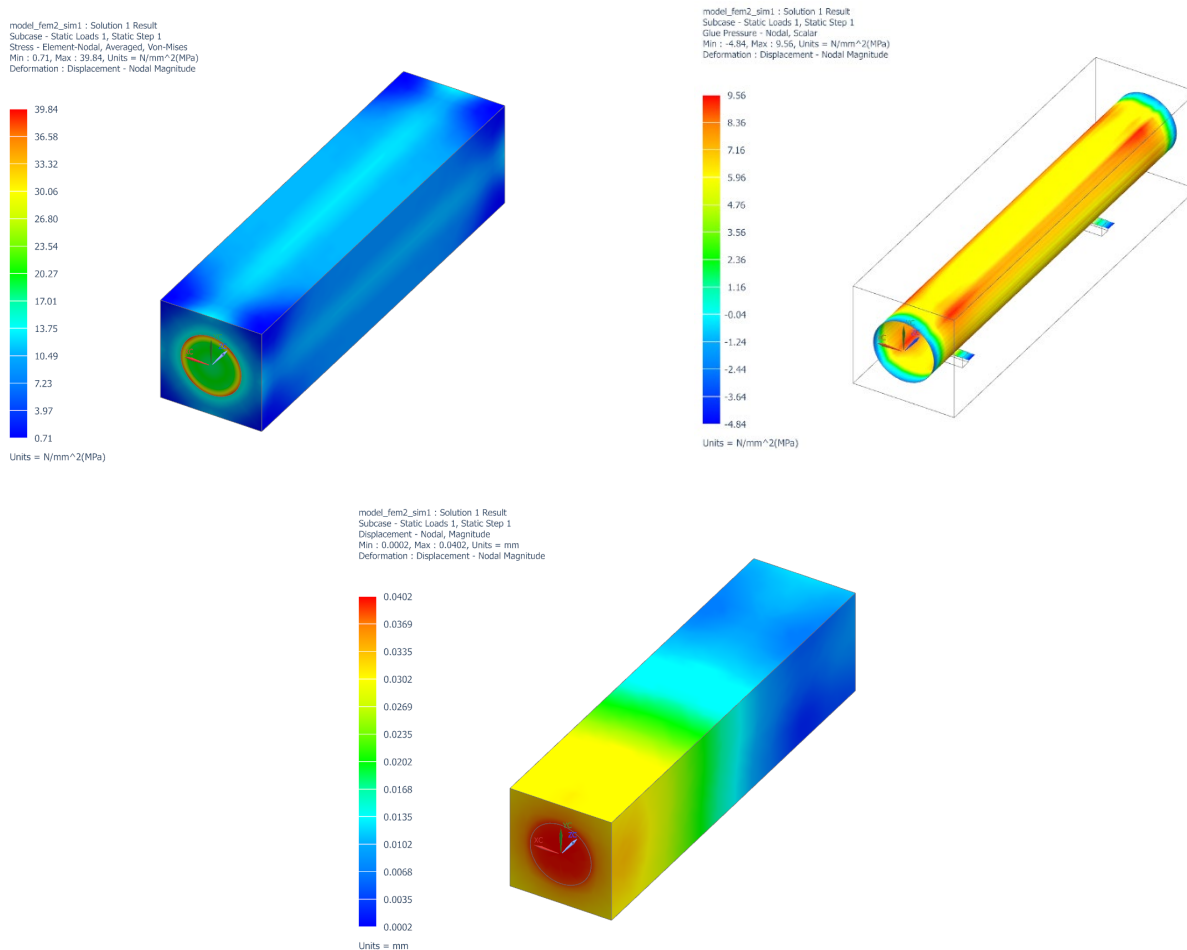 model_fem2_sim1 : Solution 1 Result
Subcase - Static Loads 1, Static Step 1
Stress - Element-Nodal, Averaged, Von-Mises
Min : 0.71, Max : 39.84, Units = N/mm^2(MPa)
Deformation : Displacement - Nodal Magnitude
39.84
36.58
33.32
30.06
26.80
23.54
20.27
17.01
13.75
10.49
7.23
3.97
0.71
Units = N/mm^2(MPa)
model_fem2_sim1 : Solution 1 Result
Subcase - Static Loads 1, Static Step 1
Glue Pressure - Nodal, Scalar
Min : -4.84, Max : 9.56, Units = N/mm^2(MPa)
Deformation : Displacement - Nodal Magnitude
9.56
8.36
7.16
5.96
4.76
3.56
2.36
1.16
-0.04
-1.24
-2.44
-3.64
-4.84
Units = N/mm^2(MPa)
model_fem2_sim1 : Solution 1 Result
Subcase - Static Loads 1, Static Step 1
Displacement - Nodal, Magnitude
Min : 0.0002, Max : 0.0402, Units = mm
Deformation : Displacement - Nodal Magnitude
0.0402
0.0369
0.0335
0.0302
0.0269
0.0235
0.0202
0.0168
0.0135
0.0102
0.0068
0.0035
0.0002
Units = mm